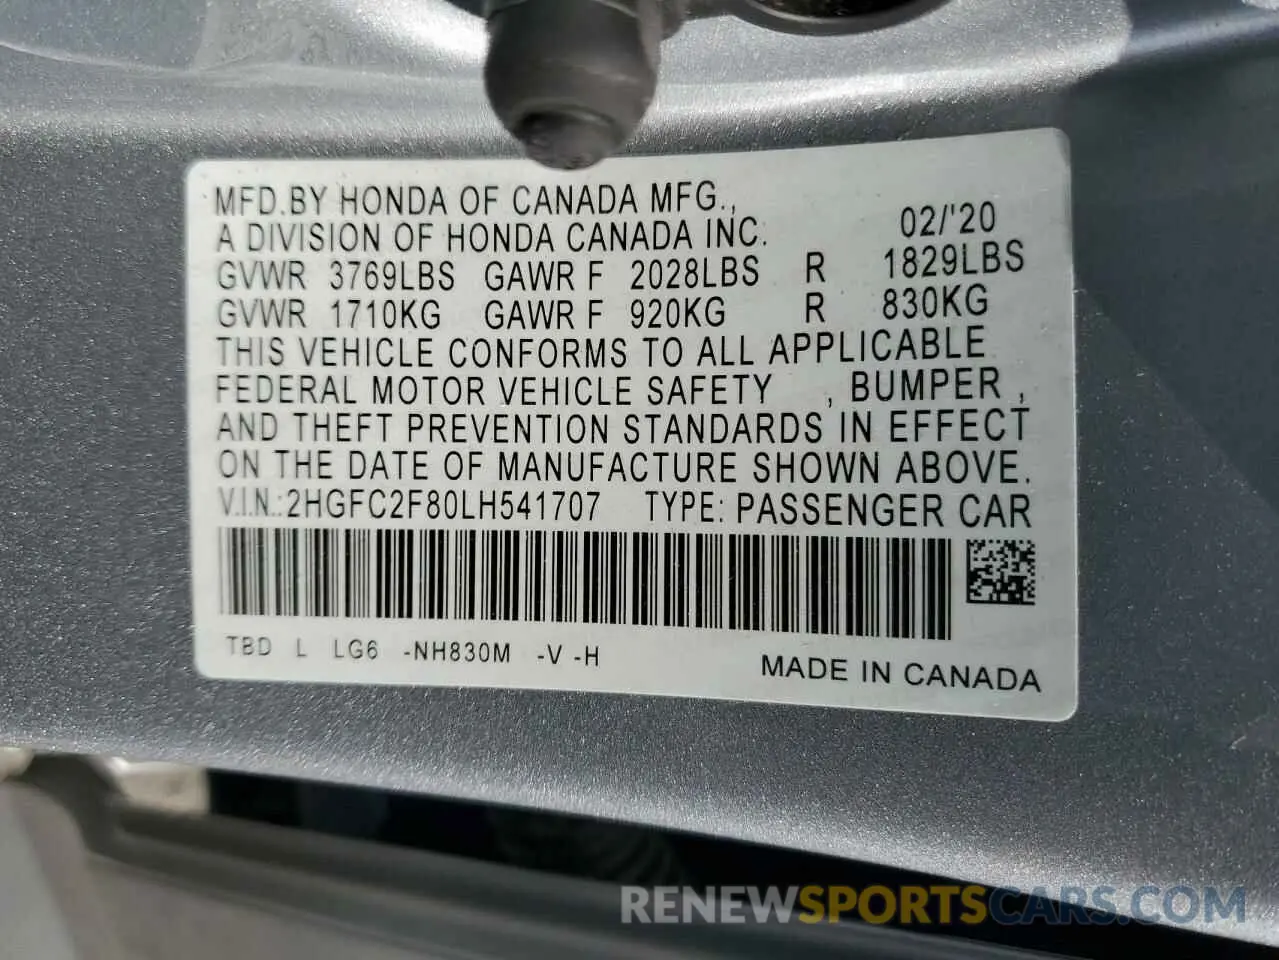 MFD.BY HONDA OF CANADA MFG.,
A DIVISION OF HONDA CANADA INC. 02/'20
GVWR 3769LBS GAWR F 2028LBS R 1829LBS
GVWR 1710KG GAWR F 920KG R 830KG
THIS VEHICLE CONFORMS TO ALL APPLICABLE
FEDERAL MOTOR VEHICLE SAFETY , BUMPER ,
AND THEFT PREVENTION STANDARDS IN EFFECT
ON THE DATE OF MANUFACTURE SHOWN ABOVE.
V.I.N.:2HGFC2F80LH541707 TYPE: PASSENGER CAR
TBD L LG6 -NH830M -V -H
MADE IN CANADA
RENEWSPORTSCARS.COM